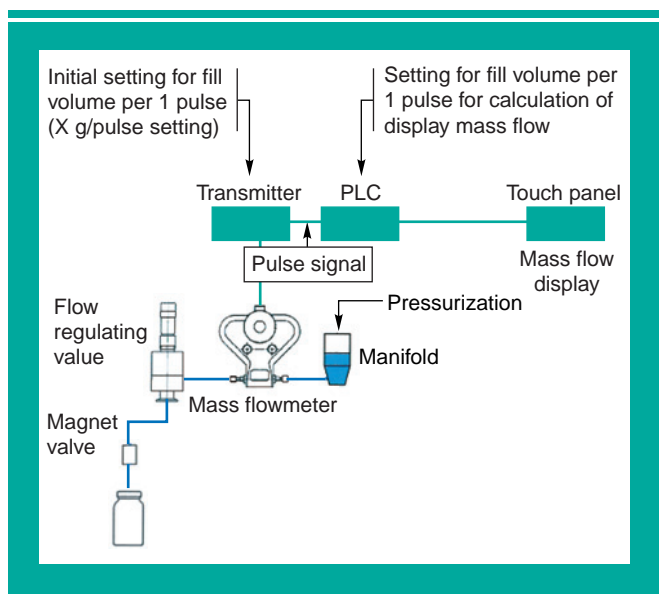 Initial setting for fill
volume per 1 pulse
(X g/pulse setting)
Setting for fill volume per
1 pulse for calculation of
display mass flow
Transmitter
PLC
Touch panel
Pulse signal
Mass flow
display
Flow
regulating
value
Pressurization
Manifold
Mass flowmeter
Magnet
valve